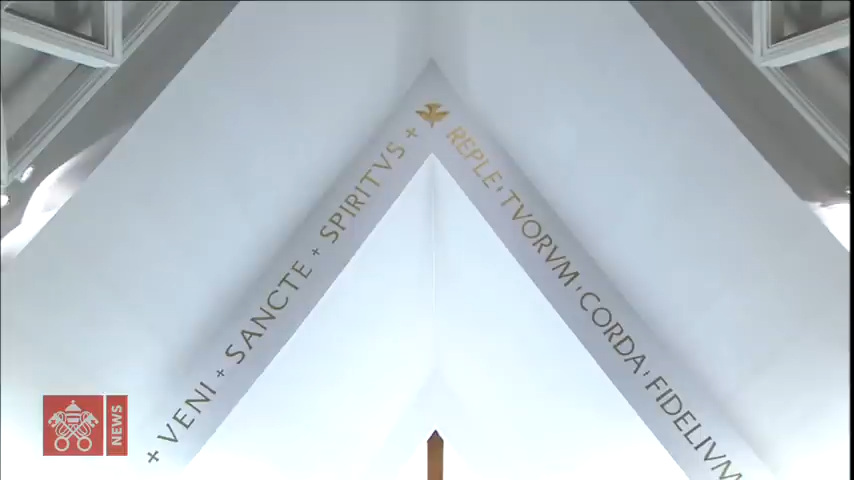 + VENI + SANCTE + SPIRITVS +
REPLE, TVORVM, CORDA, FIDELIVM
NEWS